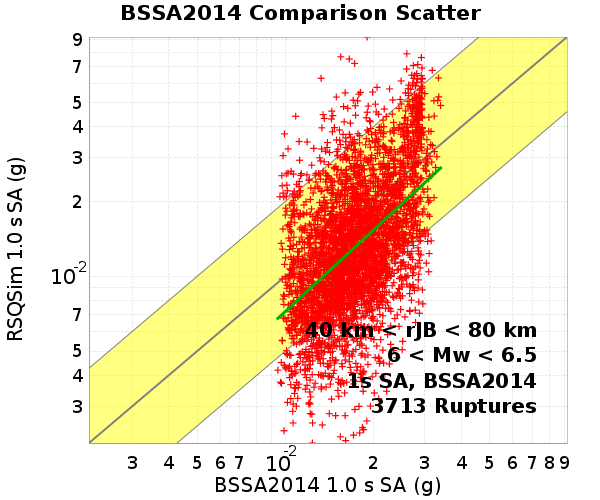 BSSA2014 Comparison Scatter
RSQSim 1.0 s SA (g)
9
7
5
4
3
2
10-2
7
5
4
3
40 km < rJB < 80 km
6 < Mw < 6.5
1s SA, BSSA2014
3713 Ruptures
3 4 5 6 7 10-2 2 3 4 5 6 7 8 9
BSSA2014 1.0 s SA (g)